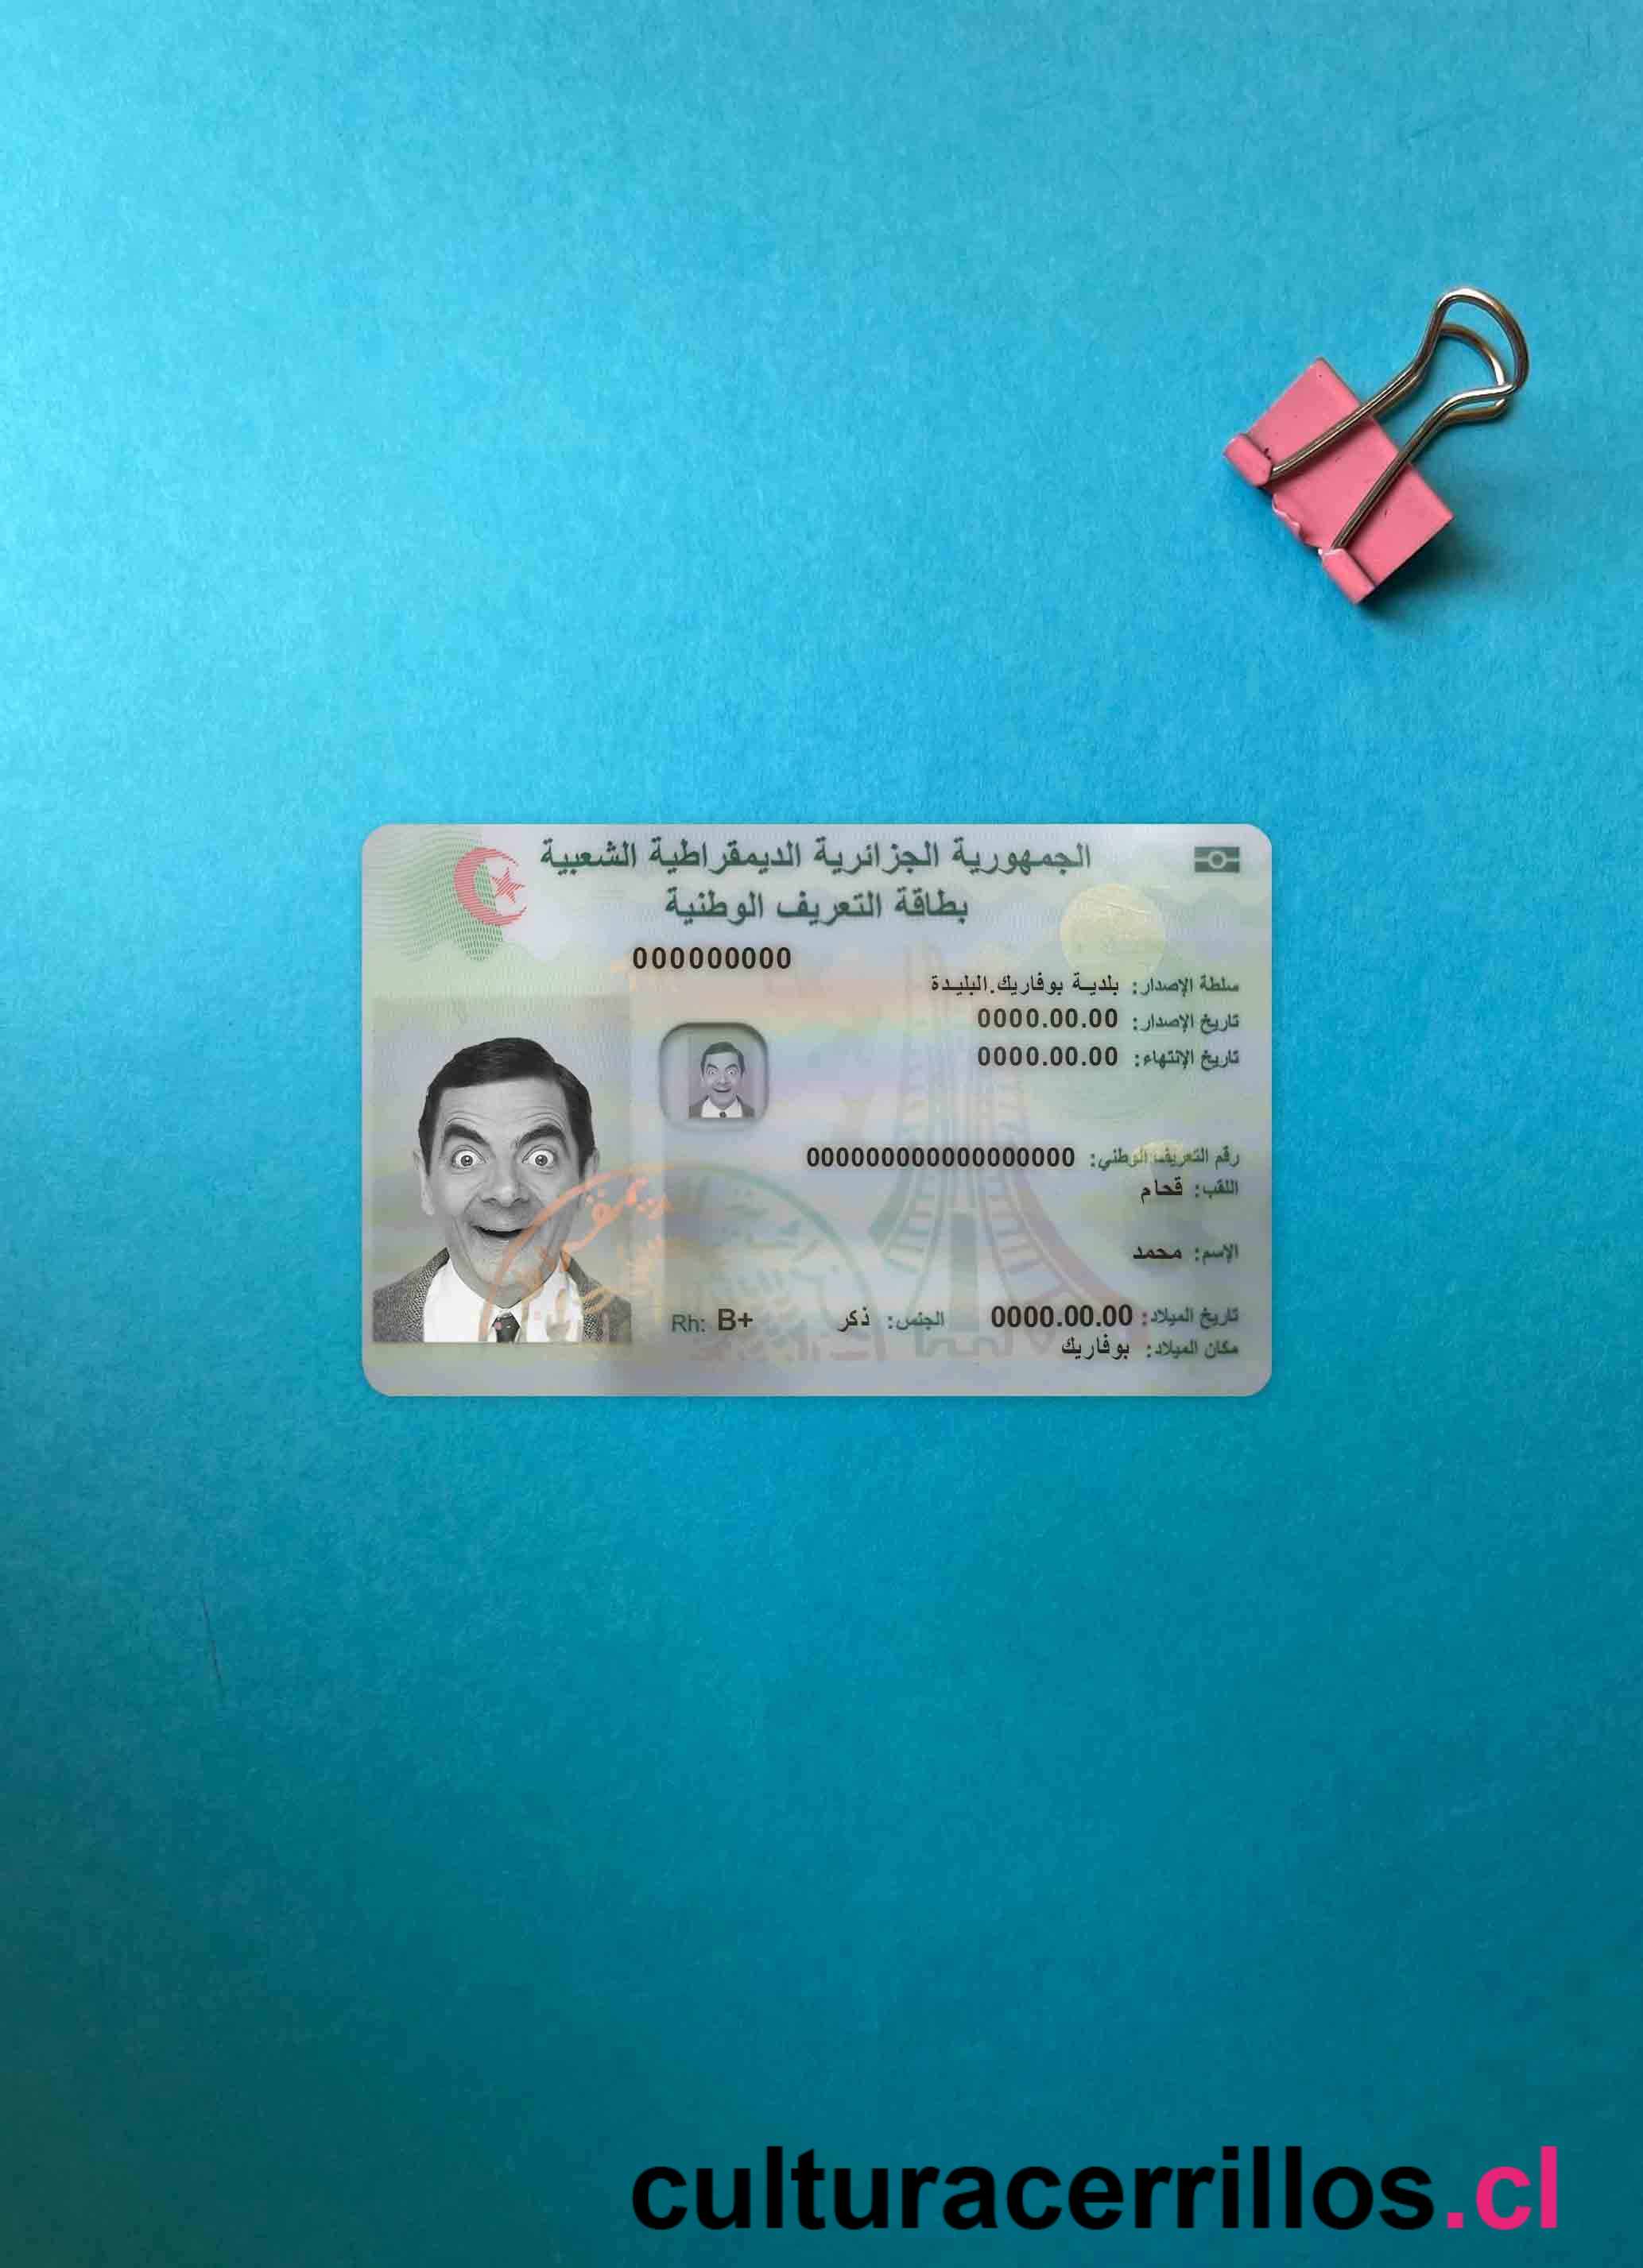 الجمهورية الجزائرية الديمقراطية الشعبية
بطاقة التعريف الوطنية
000000000
سلطة الإصدار: بلدية بوفاريك.البليدة
تاريخ الإصدار: 0000.00.00
تاريخ الإنتهاء: 0000.00.00
رقم التعريف الوطني: 000000000000000000
اللقب: قحام
الإسم: محمد
تاريخ الميلاد: 0000.00.00 الجنس: ذكر Rh: B+
مكان الميلاد: بوفاريك
culturacerrillos.cl